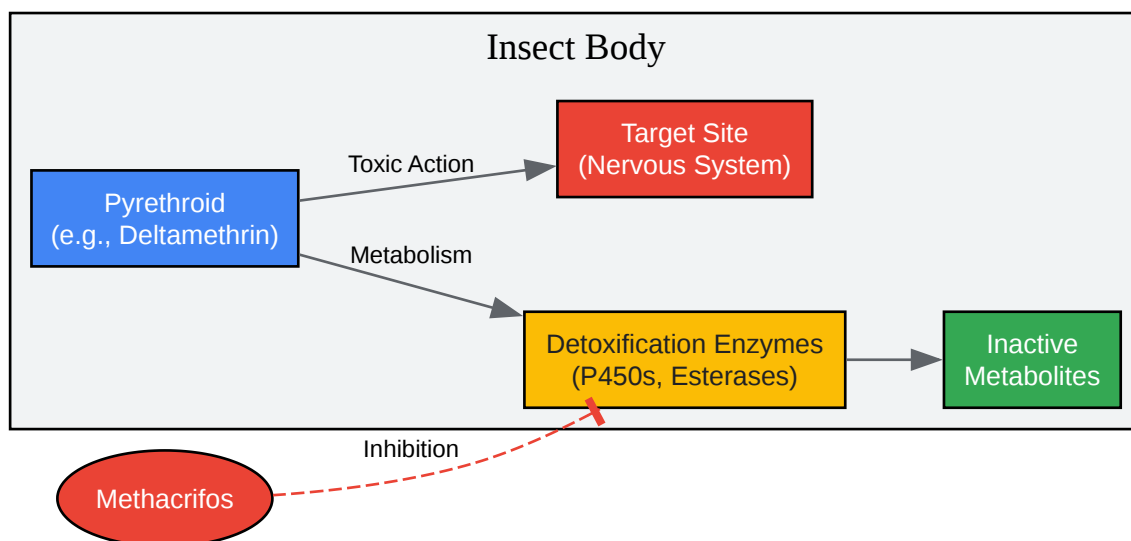 Insect Body
Target Site
(Nervous System)
Toxic Action
Pyrethroid
(e.g., Deltamethrin)
Metabolism
Detoxification Enzymes
(P450s, Esterases)
Inactive
Metabolites
Inhibition
Methacrifos